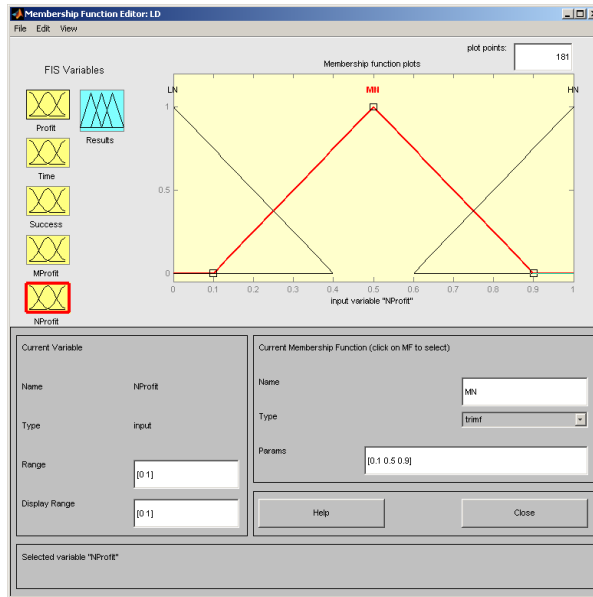 Membership Function Editor: LD
File Edit View
plot points: 181
FIS Variables
Membership function plots
Profit
Results
Time
Success
MProfit
NProfit
LN MN HN
1
0.5
0
0 0.1 0.2 0.3 0.4 0.5 0.6 0.7 0.8 0.9 1
input variable "NProfit"
Current Variable
Name NProfit
Type input
Range [0 1]
Display Range [0 1]
Current Membership Function (click on MF to select)
Name MN
Type trimf
Params [0.1 0.5 0.9]
Help Close
Selected variable "NProfit"